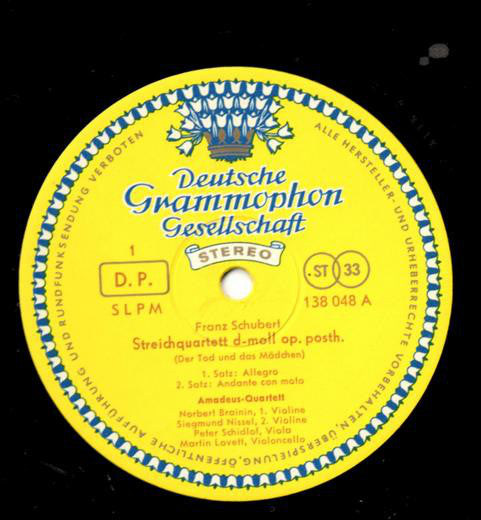 ALLE HERSTELLER- UND URHEBERRECHTE VORBEHALTEN, ÜBERSPIELUNG, ÖFFENTLICHE AUFFÜHRUNG UND RUNDFUNKSENDUNG VERBOTEN
Deutsche
Grammophon
Gesellschaft
STEREO
1
D.P.
SLPM
ST 33
138 048 A
Franz Schubert
Streichquartett d-moll op. posth.
(Der Tod und das Mädchen)
1. Satz: Allegro
2. Satz: Andante con moto
Amadeus-Quartett
Norbert Brainin, 1. Violine
Siegmund Nissel, 2. Violine
Peter Schidlof, Viola
Martin Lovett, Violoncello